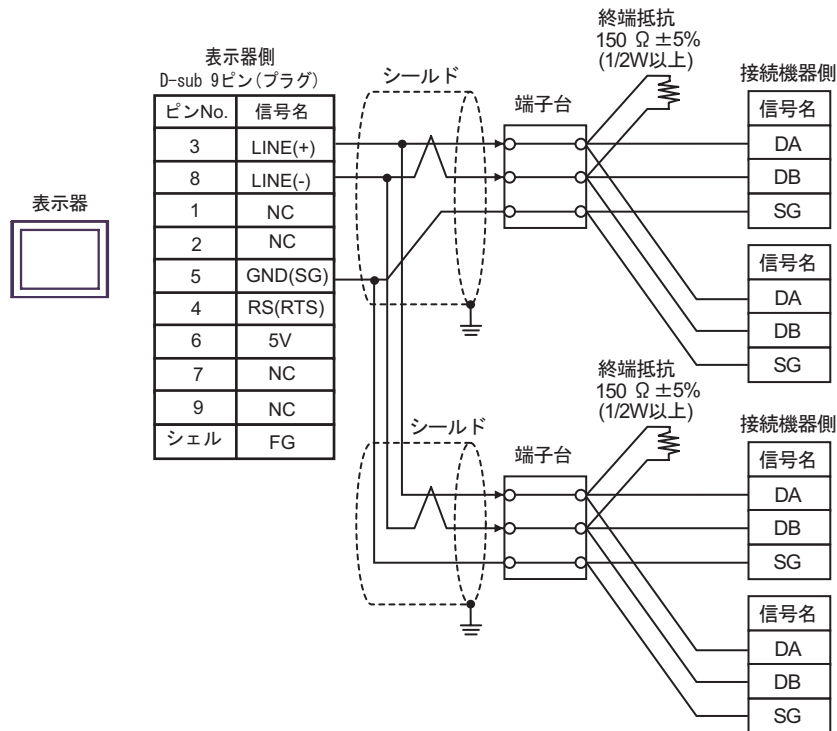 終端抵抗
150 Ω ±5%
(1/2W以上)
表示器側
D-sub 9ピン(プラグ)
シールド
端子台
接続機器側
ピンNo. 信号名
3 LINE(+)
8 LINE(-)
1 NC
2 NC
5 GND(SG)
4 RS(RTS)
6 5V
7 NC
9 NC
シェル FG
表示器
信号名
DA
DB
SG
信号名
DA
DB
SG
終端抵抗
150 Ω ±5%
(1/2W以上)
シールド
端子台
接続機器側
信号名
DA
DB
SG
信号名
DA
DB
SG